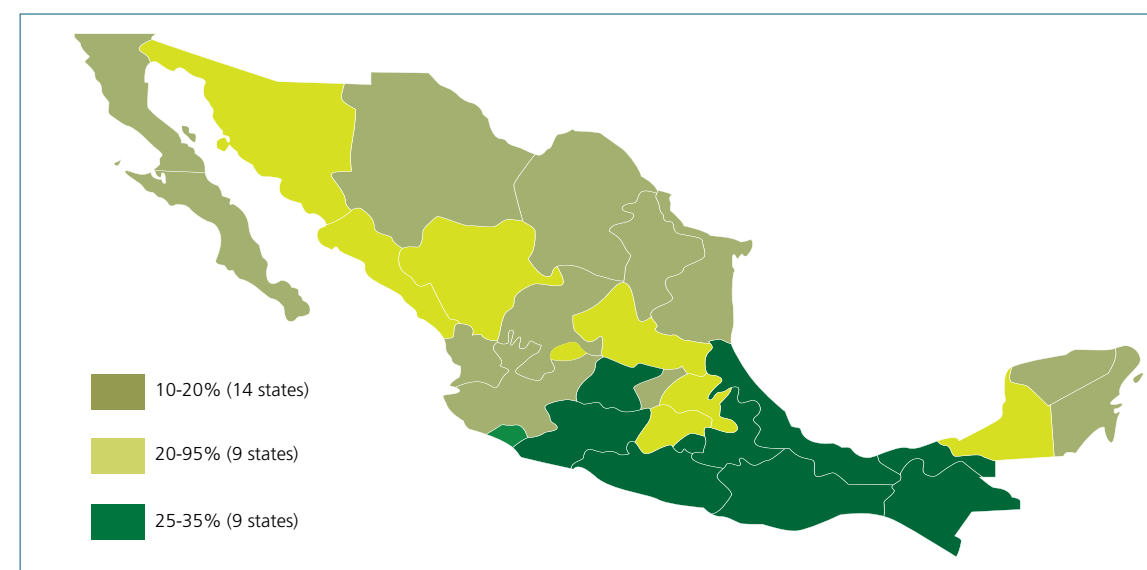 10-20% (14 states)
20-95% (9 states)
25-35% (9 states)